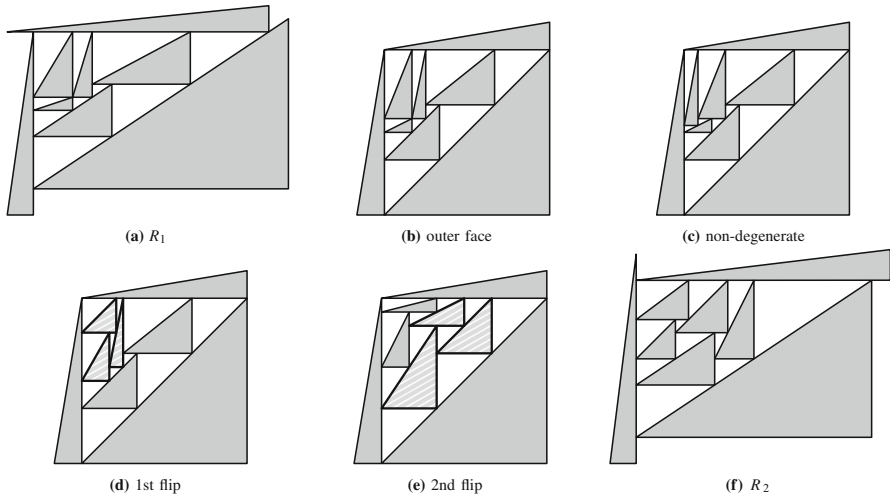 (a) R1
(b) outer face
(c) non-degenerate
(d) 1st flip
(e) 2nd flip
(f) R2